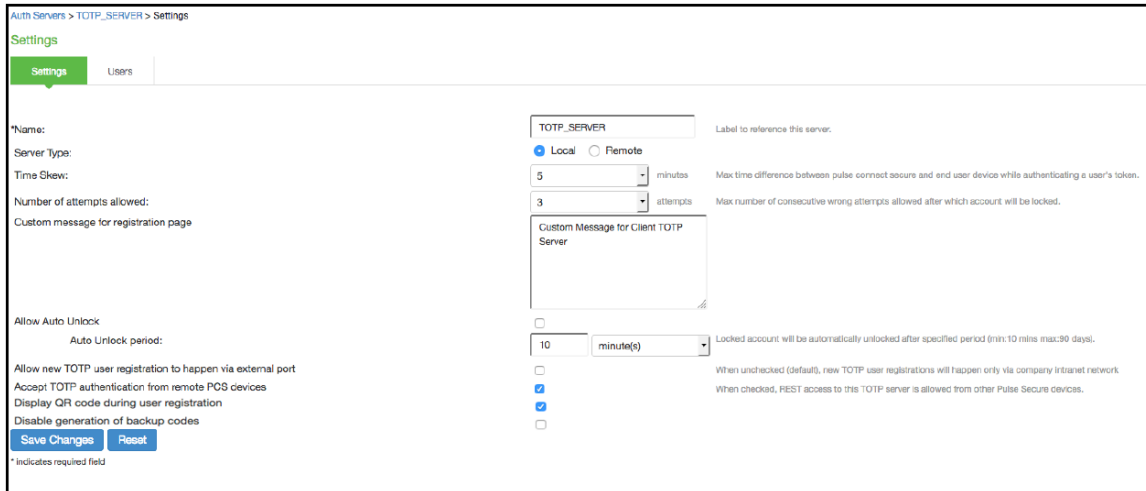 Auth Servers > TOTP_SERVER > Settings
Settings
Settings Users
*Name: TOTP_SERVER Label to reference this server.
Server Type: Local Remote
Time Skew: 5 minutes Max time difference between pulse connect secure and end user device while authenticating a user's token.
Number of attempts allowed: 3 attempts Max number of consecutive wrong attempts allowed after which account will be locked.
Custom message for registration page Custom Message for Client TOTP
Server
Allow Auto Unlock
Auto Unlock period: 10 minute(s) Locked account will be automatically unlocked after specified period (min:10 mins max:90 days).
Allow new TOTP user registration to happen via external port When unchecked (default), new TOTP user registrations will happen only via company intranet network
Accept TOTP authentication from remote PCS devices When checked, REST access to this TOTP server is allowed from other Pulse Secure devices.
Display QR code during user registration
Disable generation of backup codes
Save Changes Reset
* indicates required field